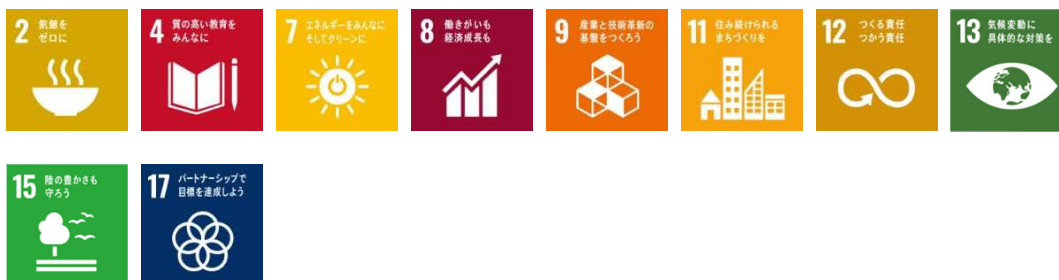 2 飢餓を
ゼロに
4 質の高い教育を
みんなに
7 エネルギーをみんなに
そしてクリーンに
8 働きがいも
経済成長も
9 産業と技術革新の
基盤をつくろう
11 住み続けられる
まちづくりを
12 つくる責任
つかう責任
13 気候変動に
具体的な対策を
15 陸の豊かさも
守ろう
17 パートナーシップで
目標を達成しよう